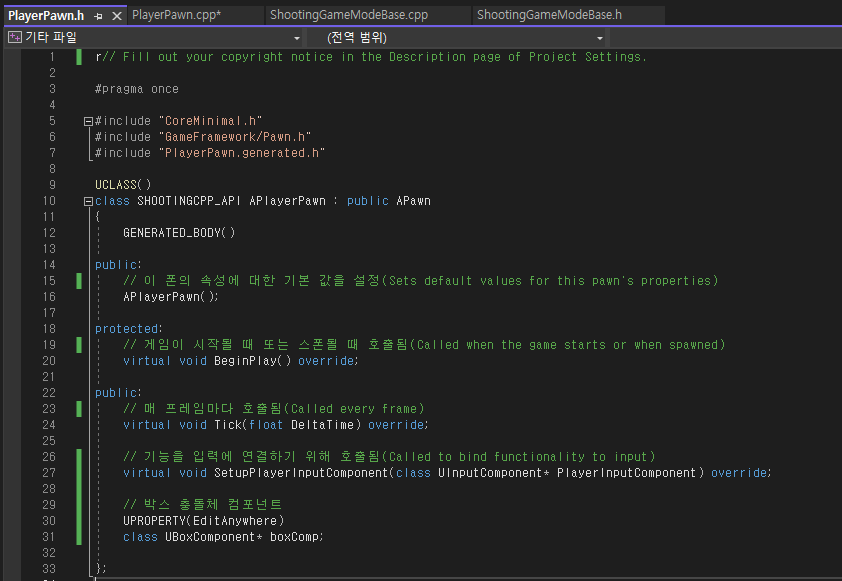 PlayerPawn.h
PlayerPawn.cpp*
ShootingGameModeBase.cpp
ShootingGameModeBase.h
기타 파일
(전역 범위)
1 r// Fill out your copyright notice in the Description page of Project Settings.
2
3 #pragma once
4
5 #include "CoreMinimal.h"
6 #include "GameFramework/Pawn.h"
7 #include "PlayerPawn.generated.h"
8
9 UCLASS()
10 class SHOOTINGCPP_API APlayerPawn : public APawn
11 {
12 GENERATED_BODY()
13
14 public:
15 // 이 폰의 속성에 대한 기본 값을 설정(Sets default values for this pawn's properties)
16 APlayerPawn();
17
18 protected:
19 // 게임이 시작될 때 또는 스폰될 때 호출됨(Called when the game starts or when spawned)
20 virtual void BeginPlay() override;
21
22 public:
23 // 매 프레임마다 호출됨(Called every frame)
24 virtual void Tick(float DeltaTime) override;
25
26 // 기능을 입력에 연결하기 위해 호출됨(Called to bind functionality to input)
27 virtual void SetupPlayerInputComponent(class UInputComponent* PlayerInputComponent) override;
28
29 // 박스 충돌체 컴포넌트
30 UPROPERTY(EditAnywhere)
31 class UBoxComponent* boxComp;
32
33 };